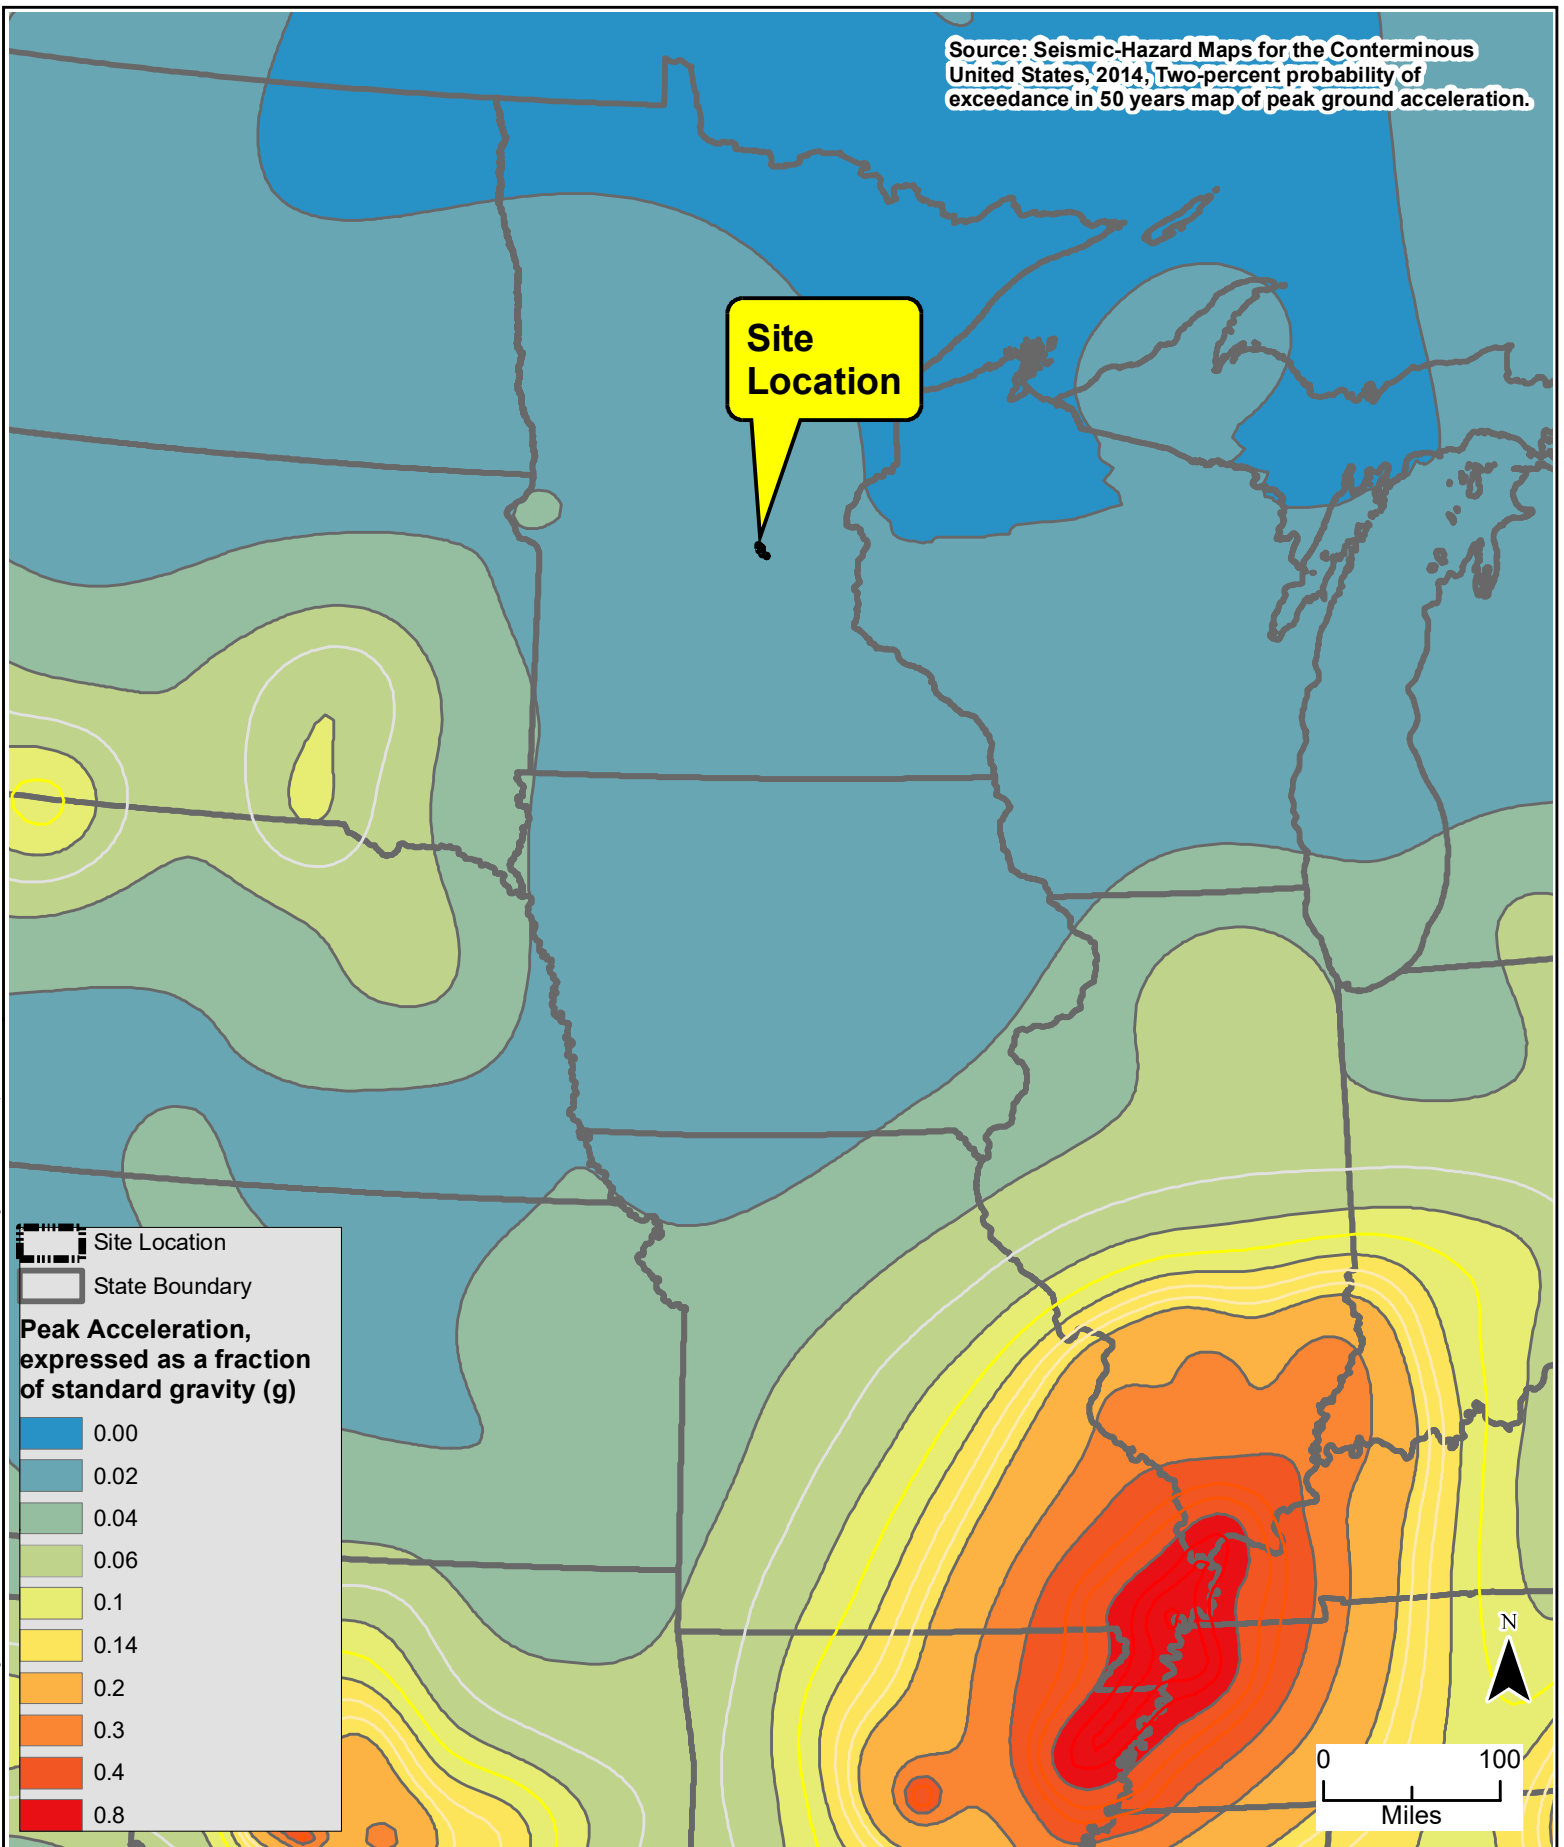 Source: Seismic-Hazard Maps for the Conterminous
United States, 2014, Two-percent probability of
exceedance in 50 years map of peak ground acceleration.
Site
Location
Site Location
State Boundary
Peak Acceleration,
expressed as a fraction
of standard gravity (g)
0.00
0.02
0.04
0.06
0.1
0.14
0.2
0.3
0.4
0.8
N
0 100
Miles